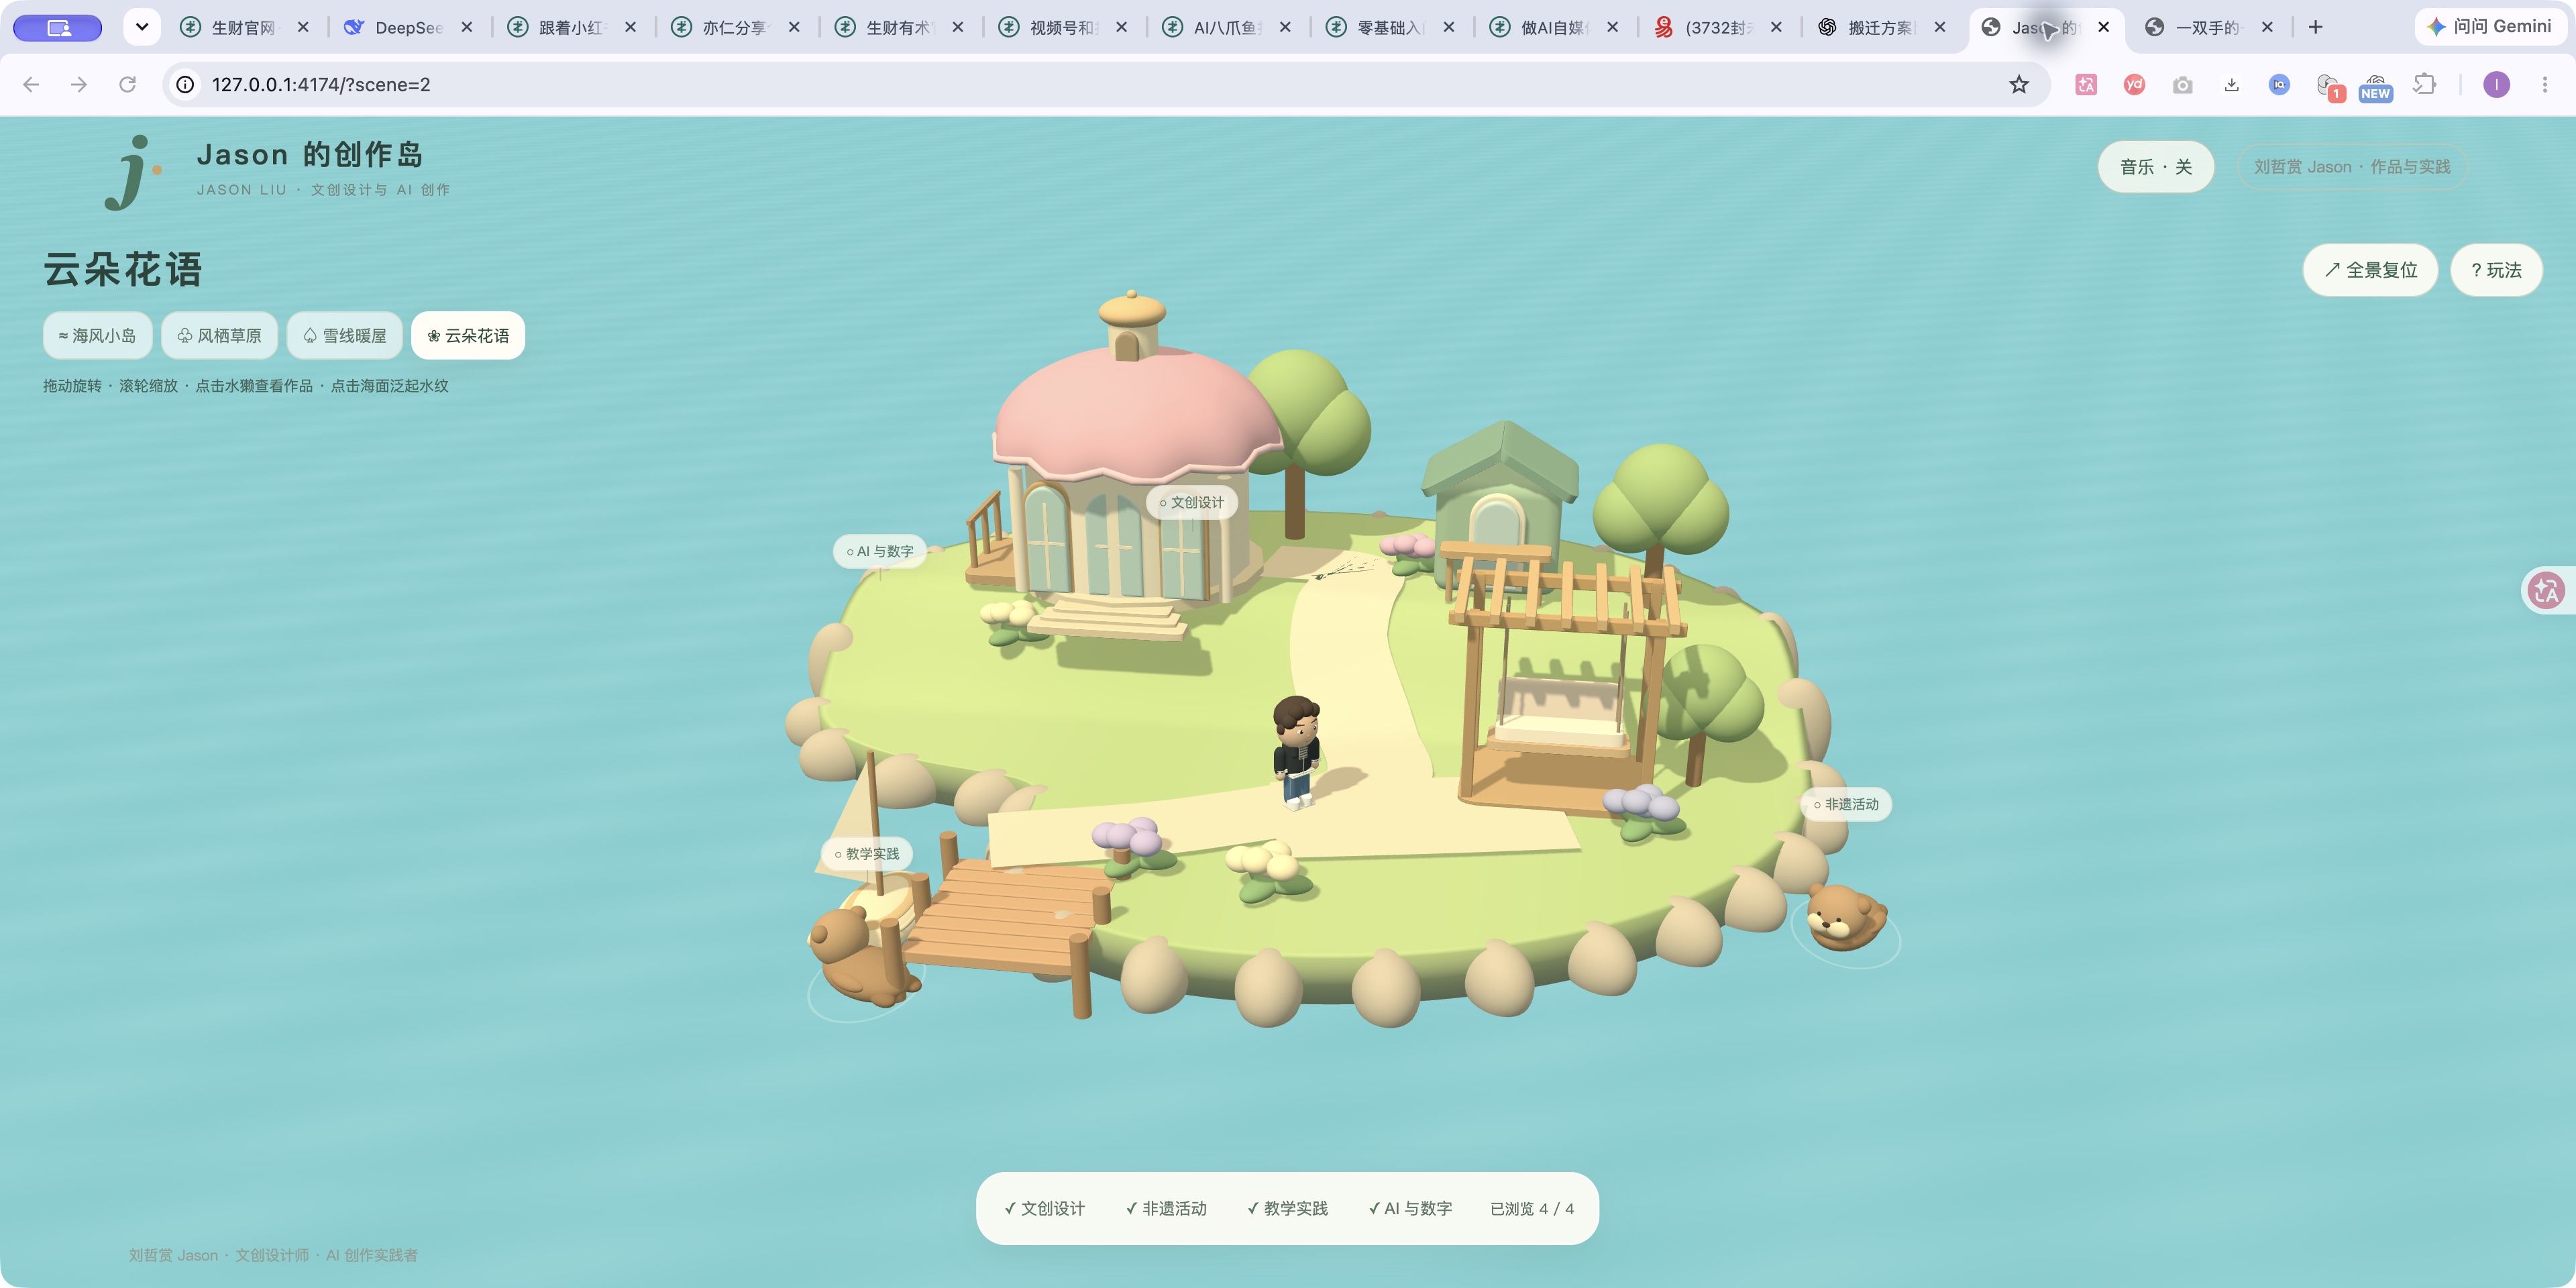 生财官网
DeepSee
跟着小红
亦仁分享
生财有术
视频号和
AI八爪鱼
零基础入
做AI自媒
(3732封
搬迁方案
Jas
一双手的
问问 Gemini
127.0.0.1:4174/?scene=2
yd
1
NEW
I
j
Jason 的创作岛
JASON LIU · 文创设计与 AI 创作
音乐 · 关
刘哲赏 Jason · 作品与实践
云朵花语
↗ 全景复位
? 玩法
≈ 海风小岛
♧ 风栖草原
♤ 雪线暖屋
❀ 云朵花语
拖动旋转 · 滚轮缩放 · 点击水獭查看作品 · 点击海面泛起水纹
○ 文创设计
○ AI 与数字
○ 非遗活动
○ 教学实践
✓ 文创设计
✓ 非遗活动
✓ 教学实践
✓ AI 与数字
已浏览 4 / 4
刘哲赏 Jason · 文创设计师 · AI 创作实践者